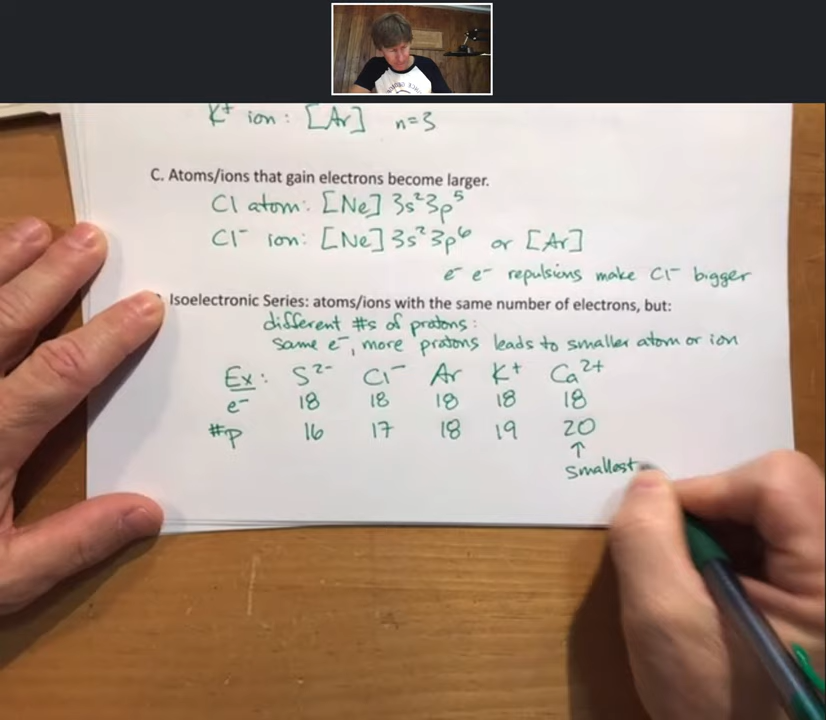 K⁺ ion : [Ar] n=3
C. Atoms/ions that gain electrons become larger.
Cl atom: [Ne] 3s²3p⁵
Cl⁻ ion: [Ne] 3s²3p⁶ or [Ar]
e⁻ e⁻ repulsions make Cl⁻ bigger
Isoelectronic Series: atoms/ions with the same number of electrons, but:
different #s of protons:
same e⁻, more protons leads to smaller atom or ion
Ex: S²⁻ Cl⁻ Ar K⁺ Ca²⁺
e⁻ 18 18 18 18 18
#p 16 17 18 19 20
↑
Smallest